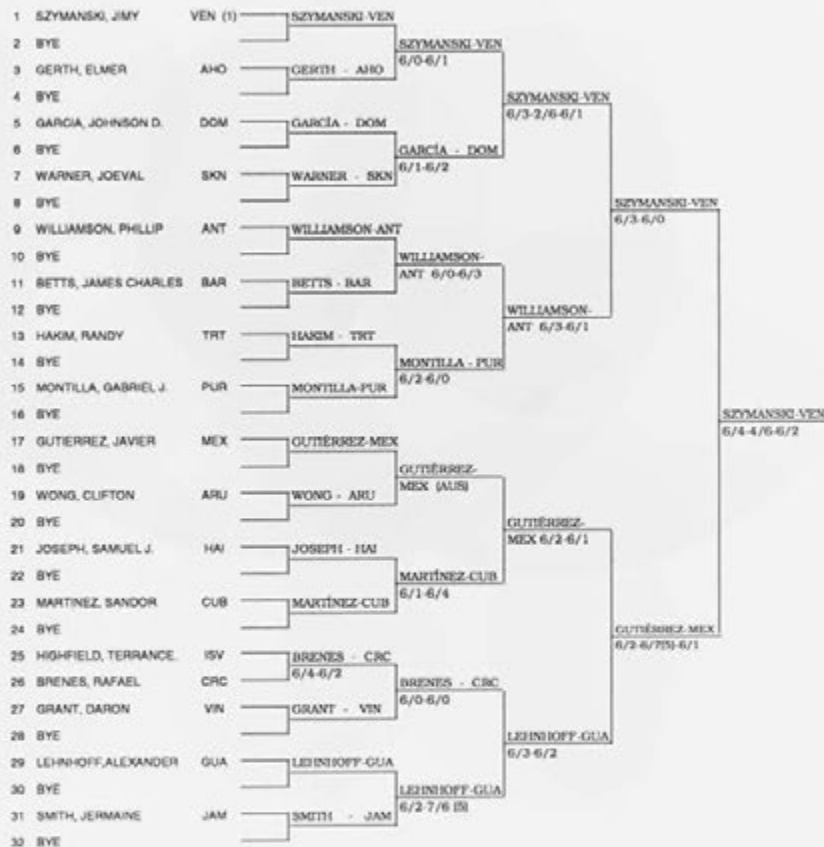 1 SZYMANSKI, JIMY VEN (1)
2 BYE
3 GERTH, ELMER AHO
4 BYE
5 GARCIA, JOHNSON D. DOM
6 BYE
7 WARNER, JOEVAL SKN
8 BYE
9 WILLIAMSON, PHILLIP ANT
10 BYE
11 BETTS, JAMES CHARLES BAR
12 BYE
13 HAKIM, RANDY TRT
14 BYE
15 MONTILLA, GABRIEL J. PUR
16 BYE
17 GUTIERREZ, JAVIER MEX
18 BYE
19 WONG, CLIFTON ARU
20 BYE
21 JOSEPH, SAMUEL J. HAI
22 BYE
23 MARTINEZ, SANDOR CUB
24 BYE
25 HIGHFIELD, TERRANCE. ISV
26 BRENES, RAFAEL CRC
27 GRANT, DARON VIN
28 BYE
29 LEHNHOFF,ALEXANDER GUA
30 BYE
31 SMITH, JERMAINE JAM
32 BYE
SZYMANSKI-VEN
GERTH - AHO
GARCÍA - DOM
WARNER - SKN
WILLIAMSON-ANT
BETTS - BAR
HAKIM - TRT
MONTILLA-PUR
GUTIÉRREZ-MEX
WONG - ARU
JOSEPH - HAI
MARTÍNEZ-CUB
BRENES - CRC
6/4-6/2
GRANT - VIN
LEHNHOFF-GUA
SMITH - JAM
SZYMANSKI-VEN
6/0-6/1
GARCÍA - DOM
6/1-6/2
WILLIAMSON-
ANT 6/0-6/3
MONTILLA - PUR
6/2-6/0
GUTIÉRREZ-
MEX (AUS)
MARTÍNEZ-CUB
6/1-6/4
BRENES - CRC
6/0-6/0
LEHNHOFF-GUA
6/2-7/6 (5)
SZYMANSKI-VEN
6/3-2/6-6/1
WILLIAMSON-
ANT 6/3-6/1
GUTIÉRREZ-
MEX 6/2-6/1
LEHNHOFF-GUA
6/3-6/2
SZYMANSKI-VEN
6/3-6/0
GUTIÉRREZ-MEX
6/2-6/7(5)-6/1
SZYMANSKI-VEN
6/4-4/6-6/2